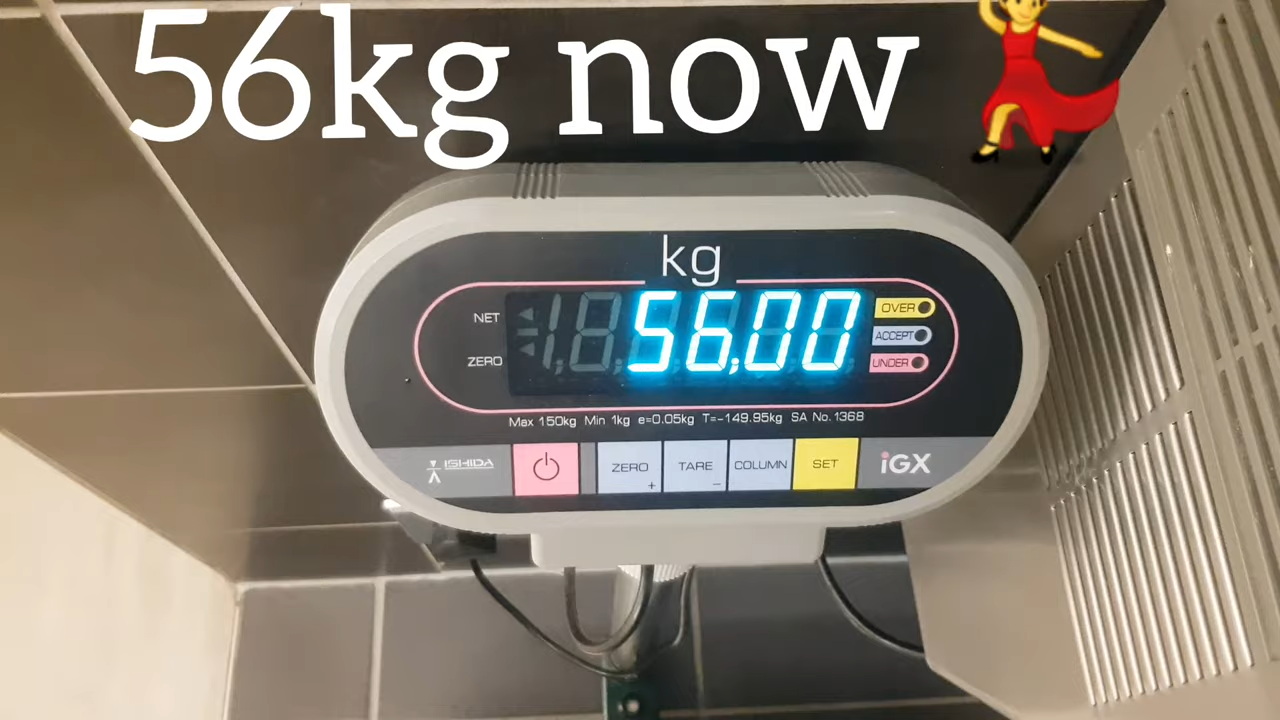 56kg now
kg
NET
ZERO
56.00
OVER
ACCEPT
UNDER
Max 150kg Min 1kg e=0.05kg T=-149.95kg SA No.1368
ISHIDA
ZERO
+
TARE
−
COLUMN
SET
iGX